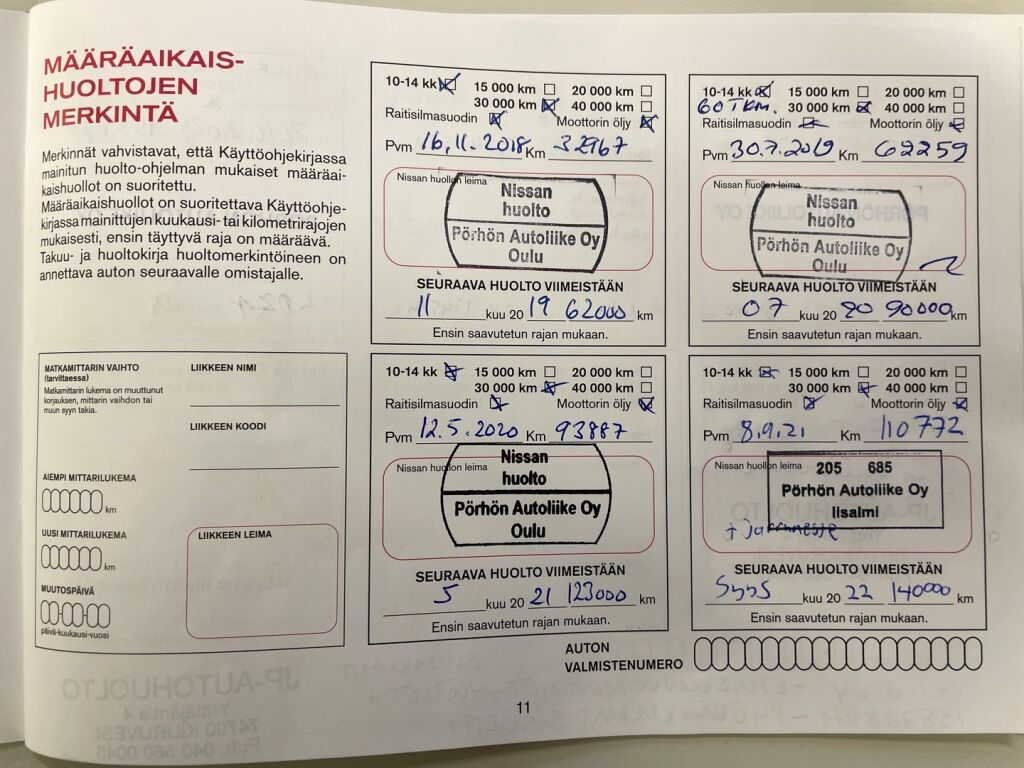 MÄÄRÄAIKAIS-
HUOLTOJEN
MERKINTÄ
Merkinnät vahvistavat, että Käyttöohjekirjassa
mainitun huolto-ohjelman mukaiset määräai-
kaishuollot on suoritettu.
Määräaikaishuollot on suoritettava Käyttöohje-
kirjassa mainittujen kuukausi- tai kilometrirajojen
mukaisesti, ensin täyttyvä raja on määräävä.
Takuu- ja huoltokirja huoltomerkintöineen on
annettava auton seuraavalle omistajalle.
MATKAMITTARIN VAIHTO
(tarvittaessa)
Matkamittarin lukema on muuttunut
korjauksen, mittarin vaihdon tai
muun syyn takia.
AIEMPI MITTARILUKEMA
km
UUSI MITTARILUKEMA
km
MUUTOSPÄIVÄ
päivä-kuukausi-vuosi
LIIKKEEN NIMI
LIIKKEEN KOODI
LIIKKEEN LEIMA
10-14 kk 15 000 km 20 000 km
30 000 km 40 000 km
Raitisilmasuodin Moottorin öljy
Pvm 16.11.2018 Km 32967
Nissan huollon leima
Nissan
huolto
Pörhön Autoliike Oy
Oulu
SEURAAVA HUOLTO VIIMEISTÄÄN
11 kuu 20 19 62000 km
Ensin saavutetun rajan mukaan.
10-14 kk 15 000 km 20 000 km
60 TKM. 30 000 km 40 000 km
Raitisilmasuodin Moottorin öljy
Pvm 30.7.2019 Km 62259
Nissan huollon leima
Nissan
huolto
Pörhön Autoliike Oy
Oulu
SEURAAVA HUOLTO VIIMEISTÄÄN
07 kuu 20 20 90000 km
Ensin saavutetun rajan mukaan.
10-14 kk 15 000 km 20 000 km
30 000 km 40 000 km
Raitisilmasuodin Moottorin öljy
Pvm 12.5.2020 Km 93887
Nissan huollon leima
Nissan
huolto
Pörhön Autoliike Oy
Oulu
SEURAAVA HUOLTO VIIMEISTÄÄN
5 kuu 20 21 123000 km
Ensin saavutetun rajan mukaan.
10-14 kk 15 000 km 20 000 km
30 000 km 40 000 km
Raitisilmasuodin Moottorin öljy
Pvm 8.9.21 Km 110772
Nissan huollon leima
205 685
Pörhön Autoliike Oy
Iisalmi
+ jarruneste
SEURAAVA HUOLTO VIIMEISTÄÄN
Syys kuu 20 22 140000 km
Ensin saavutetun rajan mukaan.
AUTON
VALMISTENUMERO
11